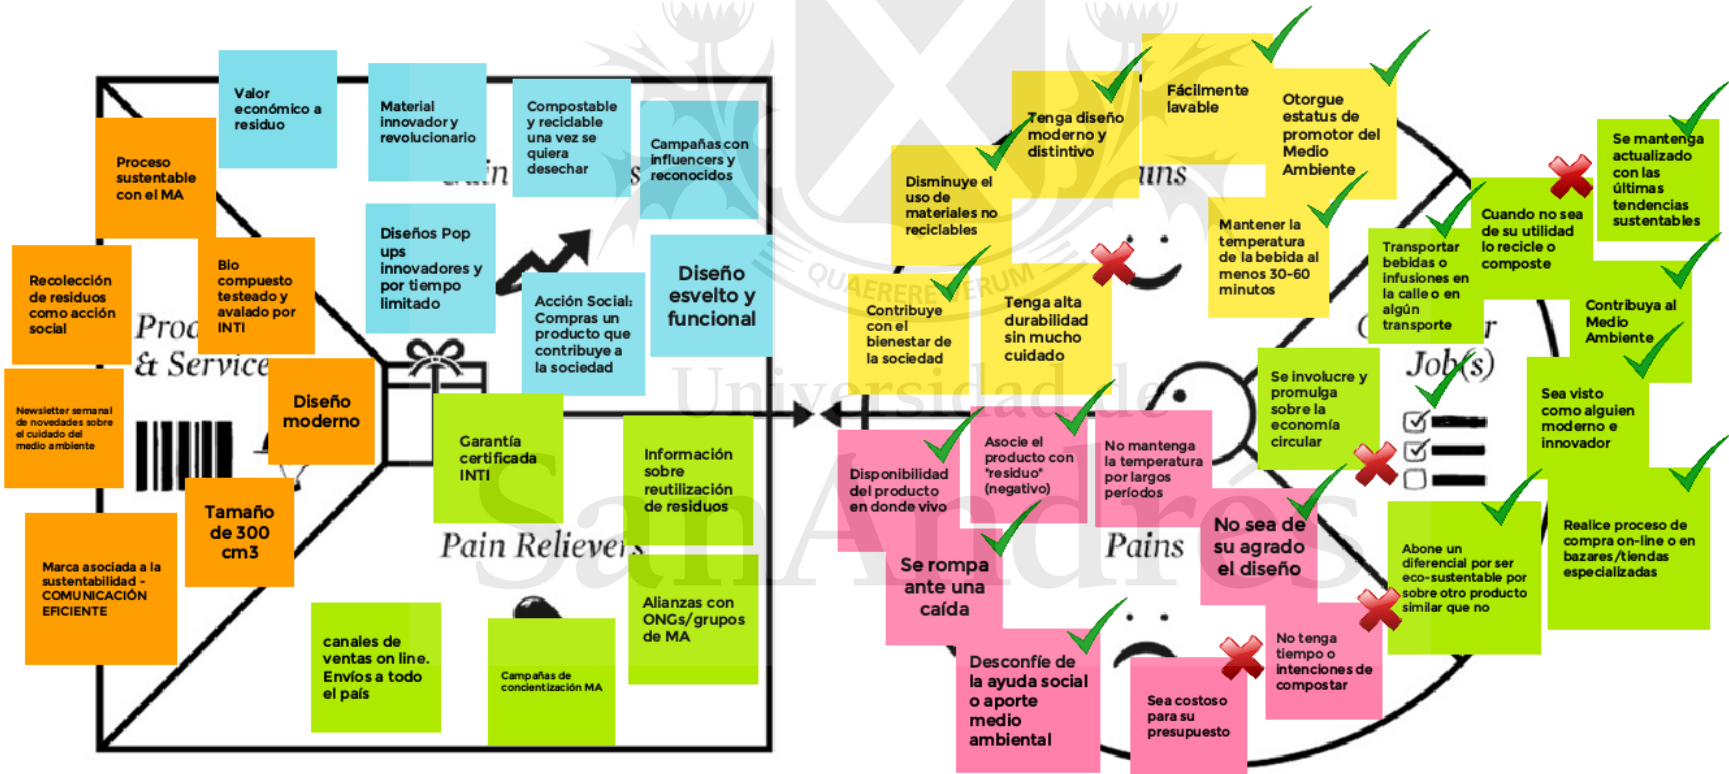 Valor
económico a
residuo
Material
innovador y
revolucionario
Compostable
y reciclable
una vez se
quiera
desechar
Campañas con
influencers y
reconocidos
Proceso
sustentable
con el MA
Diseños Pop
ups
innovadores y
por tiempo
limitado
Acción Social:
Compras un
producto que
contribuye a
la sociedad
Diseño
esvelto y
funcional
Recolección
de residuos
como acción
social
Bio
compuesto
testeado y
avalado por
INTI
& Service
Newsletter semanal
de novedades sobre
el cuidado del
medio ambiente
Diseño
moderno
Tamaño
de 300
cm3
Marca asociada a la
sustentabilidad -
COMUNICACIÓN
EFICIENTE
Garantía
certificada
INTI
Información
sobre
reutilización
de residuos
Pain Relievers
Alianzas con
ONGs/grupos
de MA
canales de
ventas on line.
Envíos a todo
el país
Campañas de
concientización MA
Tenga diseño
moderno y
distintivo
Fácilmente
lavable
Otorgue
estatus de
promotor del
Medio
Ambiente
Disminuye el
uso de
materiales no
reciclables
Mantener la
temperatura
de la bebida al
menos 30-60
minutos
Contribuye
con el
bienestar de
la sociedad
Tenga alta
durabilidad
sin mucho
cuidado
Se mantenga
actualizado
con las
últimas
tendencias
sustentables
Cuando no sea
de su utilidad
lo recicle o
composte
Transportar
bebidas o
infusiones en
la calle o en
algún
transporte
Contribuya al
Medio
Ambiente
Job(s)
Se involucre y
promulga
sobre la
economía
circular
Sea visto
como alguien
moderno e
innovador
Realice proceso de
compra on-line o en
bazares/tiendas
especializadas
Abone un
diferencial por ser
eco-sustentable por
sobre otro producto
similar que no
Disponibilidad
del producto
en donde vivo
Asocie el
producto con
"residuo"
(negativo)
No mantenga
la temperatura
por largos
períodos
No sea de
su agrado
el diseño
Pains
Se rompa
ante una
caída
Desconfíe de
la ayuda social
o aporte
medio
ambiental
Sea costoso
para su
presupuesto
No tenga
tiempo o
intenciones de
compostar
QUAERERE VERUM
Universidad de
SanAndrés